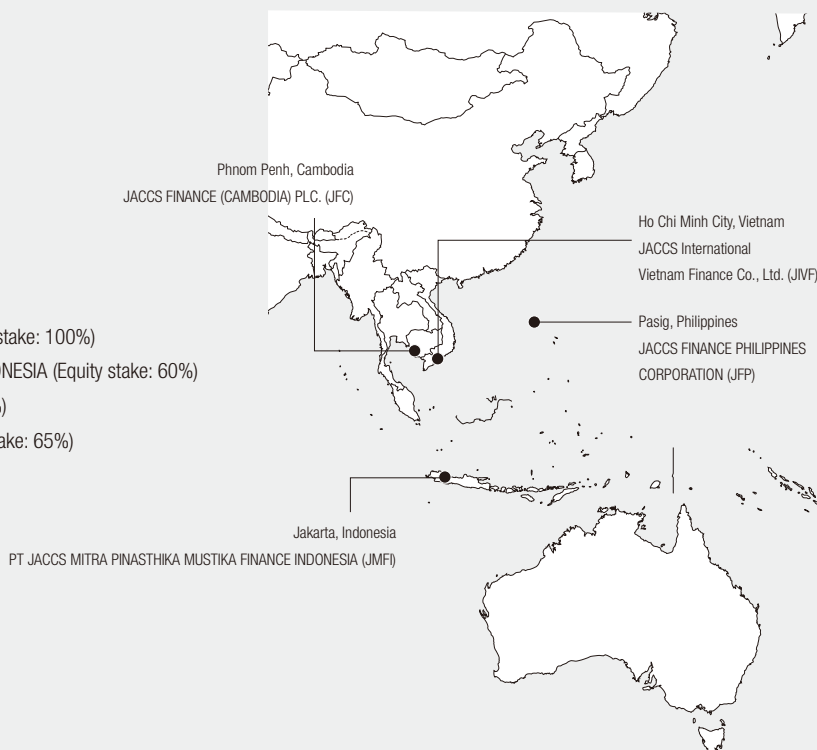 Phnom Penh, Cambodia
JACCS FINANCE (CAMBODIA) PLC. (JFC)
Ho Chi Minh City, Vietnam
JACCS International
Vietnam Finance Co., Ltd. (JIVF)
Pasig, Philippines
JACCS FINANCE PHILIPPINES
CORPORATION (JFP)
stake: 100%)
(Equity stake: 60%)
stake: 65%)
Jakarta, Indonesia
PT JACCS MITRA PINASTHIKA MUSTIKA FINANCE INDONESIA (JMFI)